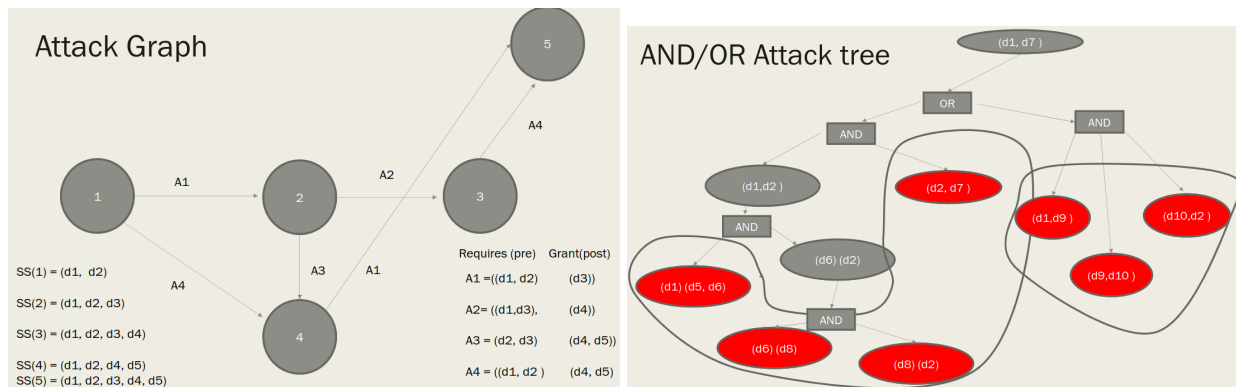 Attack Graph
5
A4
A1
A2
1
2
3
A4
A3
A1
4
SS(1) = (d1, d2)
SS(2) = (d1, d2, d3)
SS(3) = (d1, d2, d3, d4)
SS(4) = (d1, d2, d4, d5)
SS(5) = (d1, d2, d3, d4, d5)
Requires (pre) Grant(post)
A1 =((d1, d2) (d3))
A2= ((d1,d3), (d4))
A3 = (d2, d3) (d4, d5))
A4 = ((d1, d2 ) (d4, d5)
AND/OR Attack tree
(d1, d7 )
OR
AND
AND
(d1,d2 )
(d2, d7)
(d1,d9 )
(d10,d2 )
AND
(d6) (d2)
(d9,d10 )
(d1) (d5, d6)
AND
(d6) (d8)
(d8) (d2)